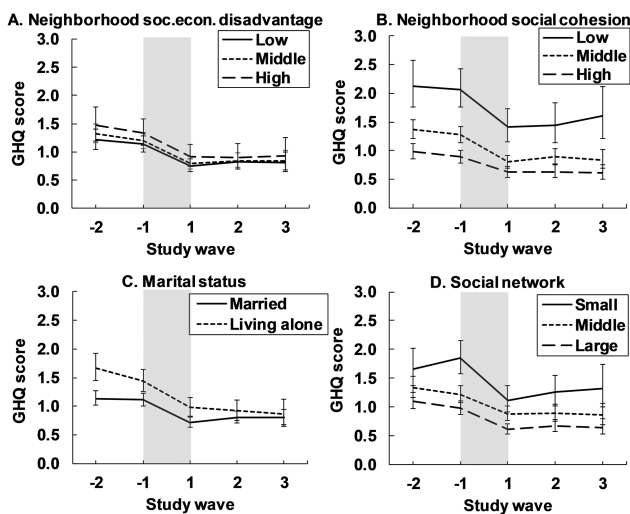 A. Neighborhood soc.econ. disadvantage
3.0
2.5
2.0
1.5
1.0
0.5
0.0
GHQ score
Low
Middle
High
-2 -1 1 2 3
Study wave
B. Neighborhood social cohesion
3.0
2.5
2.0
1.5
1.0
0.5
0.0
GHQ score
Low
Middle
High
-2 -1 1 2 3
Study wave
C. Marital status
3.0
2.5
2.0
1.5
1.0
0.5
0.0
GHQ score
Married
Living alone
-2 -1 1 2 3
Study wave
D. Social network
3.0
2.5
2.0
1.5
1.0
0.5
0.0
GHQ score
Small
Middle
Large
-2 -1 1 2 3
Study wave